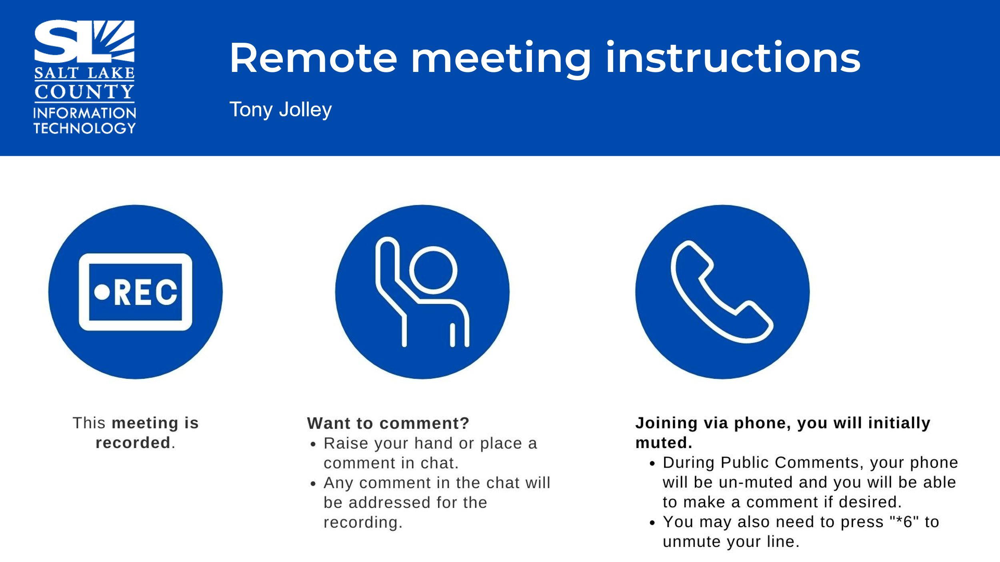 SL
SALT LAKE
COUNTY
INFORMATION
TECHNOLOGY
Remote meeting instructions
Tony Jolley
REC
This meeting is
recorded.
Want to comment?
• Raise your hand or place a
comment in chat.
• Any comment in the chat will
be addressed for the
recording.
Joining via phone, you will initially
muted.
• During Public Comments, your phone
will be un-muted and you will be able
to make a comment if desired.
• You may also need to press "*6" to
unmute your line.